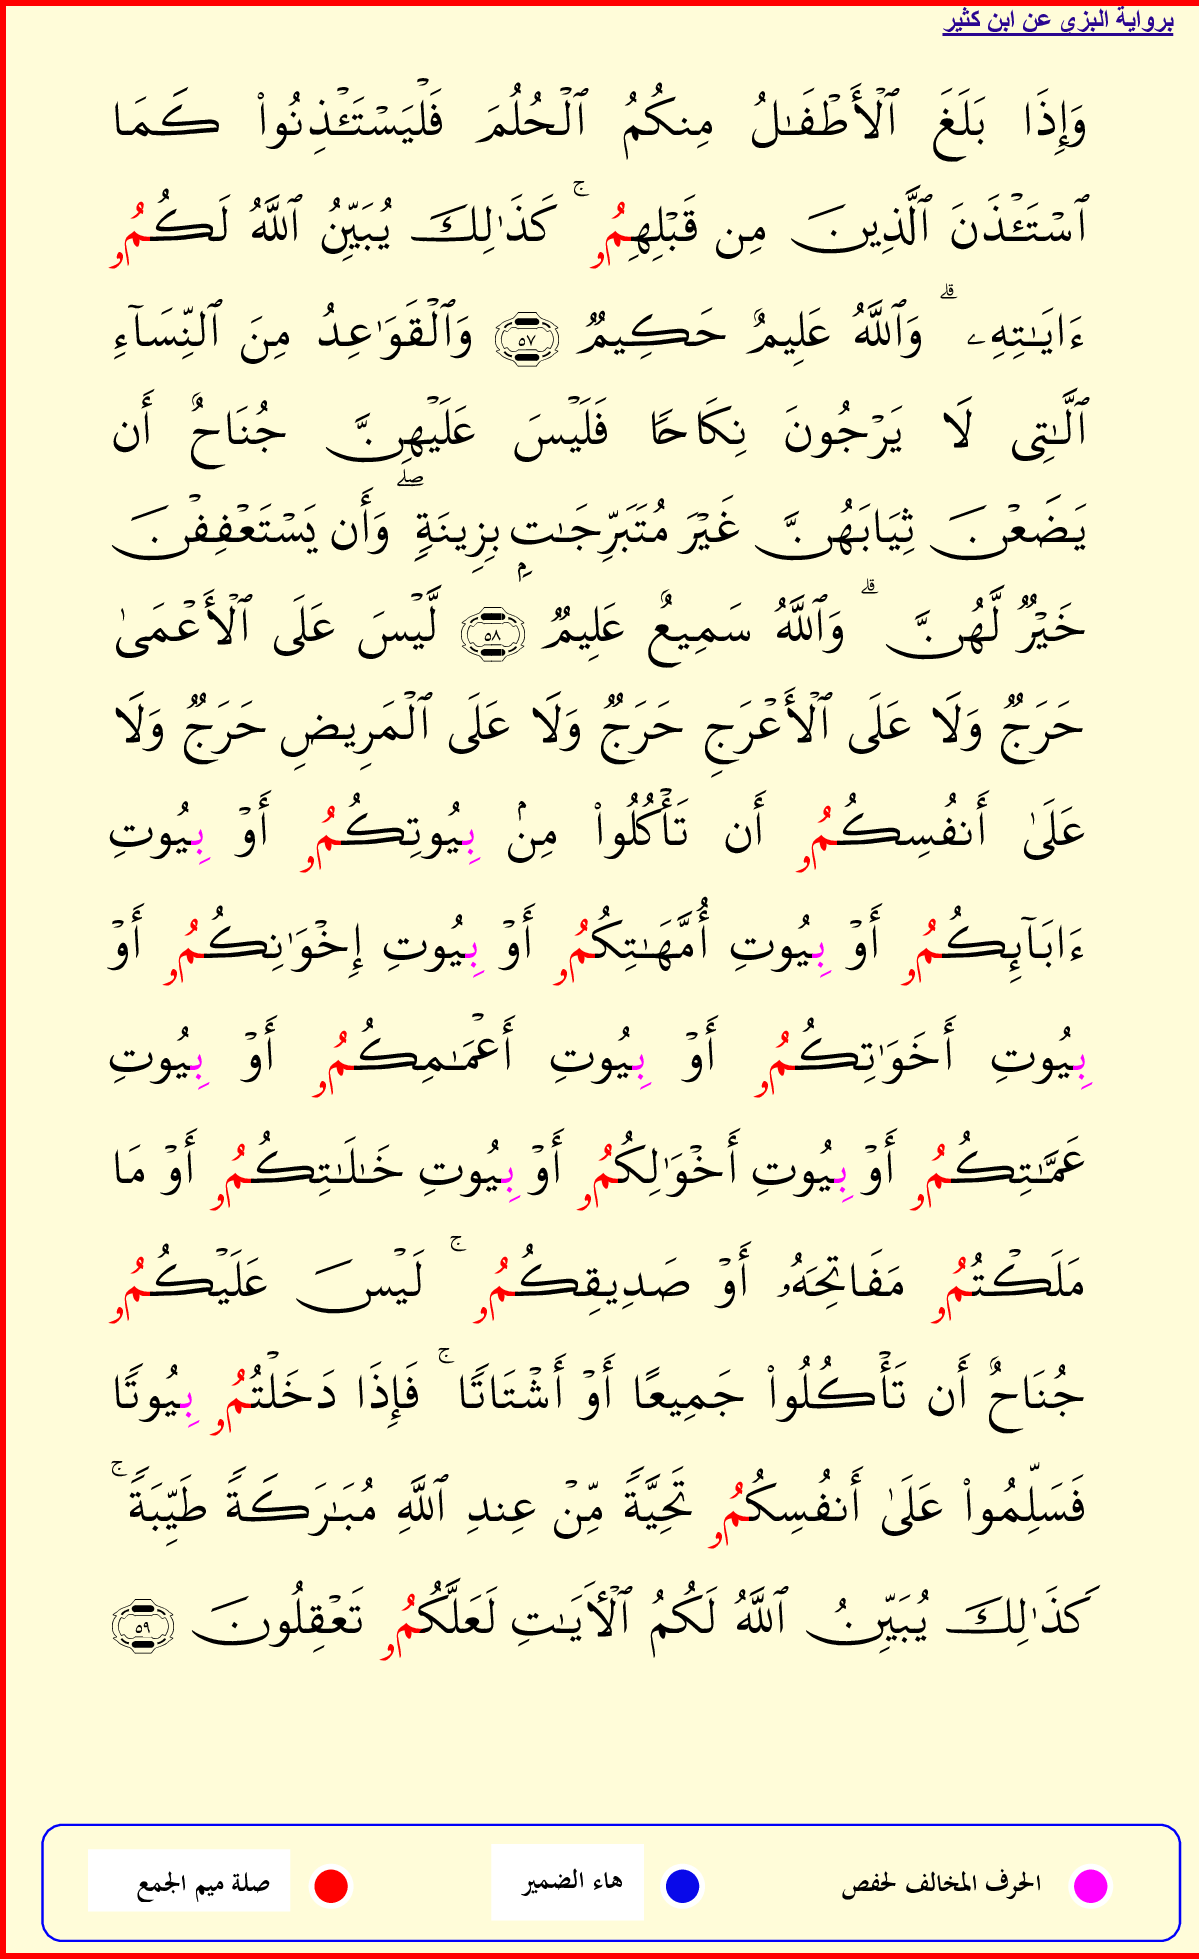 برواية البزي عن ابن كثير
وَإِذَا بَلَغَ ٱلۡأَطۡفَٰلُ مِنكُمُ ٱلۡحُلُمَ فَلۡيَسۡتَـٔۡذِنُواْ كَمَا
ٱسۡتَـٔۡذَنَ ٱلَّذِينَ مِن قَبۡلِهِمُۥۚ كَذَٰلِكَ يُبَيِّنُ ٱللَّهُ لَكُمُۥ
ءَايَٰتِهِۦۗ وَٱللَّهُ عَلِيمٌ حَكِيمٞ ٥٧ وَٱلۡقَوَٰعِدُ مِنَ ٱلنِّسَآءِ
ٱلَّٰتِي لَا يَرۡجُونَ نِكَاحٗا فَلَيۡسَ عَلَيۡهِنَّ جُنَاحٌ أَن
يَضَعۡنَ ثِيَابَهُنَّ غَيۡرَ مُتَبَرِّجَٰتِۭ بِزِينَةٖۖ وَأَن يَسۡتَعۡفِفۡنَ
خَيۡرٞ لَّهُنَّۗ وَٱللَّهُ سَمِيعٌ عَلِيمٞ ٥٨ لَّيۡسَ عَلَى ٱلۡأَعۡمَىٰ
حَرَجٞ وَلَا عَلَى ٱلۡأَعۡرَجِ حَرَجٞ وَلَا عَلَى ٱلۡمَرِيضِ حَرَجٞ وَلَا
عَلَىٰ أَنفُسِكُمُۥ أَن تَأۡكُلُواْ مِنۢ بِيُوتِكُمُۥ أَوۡ بِيُوتِ
ءَابَآئِكُمُۥ أَوۡ بِيُوتِ أُمَّهَٰتِكُمُۥ أَوۡ بِيُوتِ إِخۡوَٰنِكُمُۥ أَوۡ
بِيُوتِ أَخَوَٰتِكُمُۥ أَوۡ بِيُوتِ أَعۡمَٰمِكُمُۥ أَوۡ بِيُوتِ
عَمَّٰتِكُمُۥ أَوۡ بِيُوتِ أَخۡوَٰلِكُمُۥ أَوۡ بِيُوتِ خَٰلَٰتِكُمُۥ أَوۡ مَا
مَلَكۡتُمُۥ مَفَاتِحَهُۥ أَوۡ صَدِيقِكُمُۥۚ لَيۡسَ عَلَيۡكُمُۥ
جُنَاحٌ أَن تَأۡكُلُواْ جَمِيعًا أَوۡ أَشۡتَاتٗاۚ فَإِذَا دَخَلۡتُمُۥ بِيُوتٗا
فَسَلِّمُواْ عَلَىٰ أَنفُسِكُمُۥ تَحِيَّةٗ مِّنۡ عِندِ ٱللَّهِ مُبَٰرَكَةٗ طَيِّبَةٗۚ
كَذَٰلِكَ يُبَيِّنُ ٱللَّهُ لَكُمُ ٱلۡأٓيَٰتِ لَعَلَّكُمُۥ تَعۡقِلُونَ ٥٩
الحرف المخالف لحفص
هاء الضمير
صلة ميم الجمع